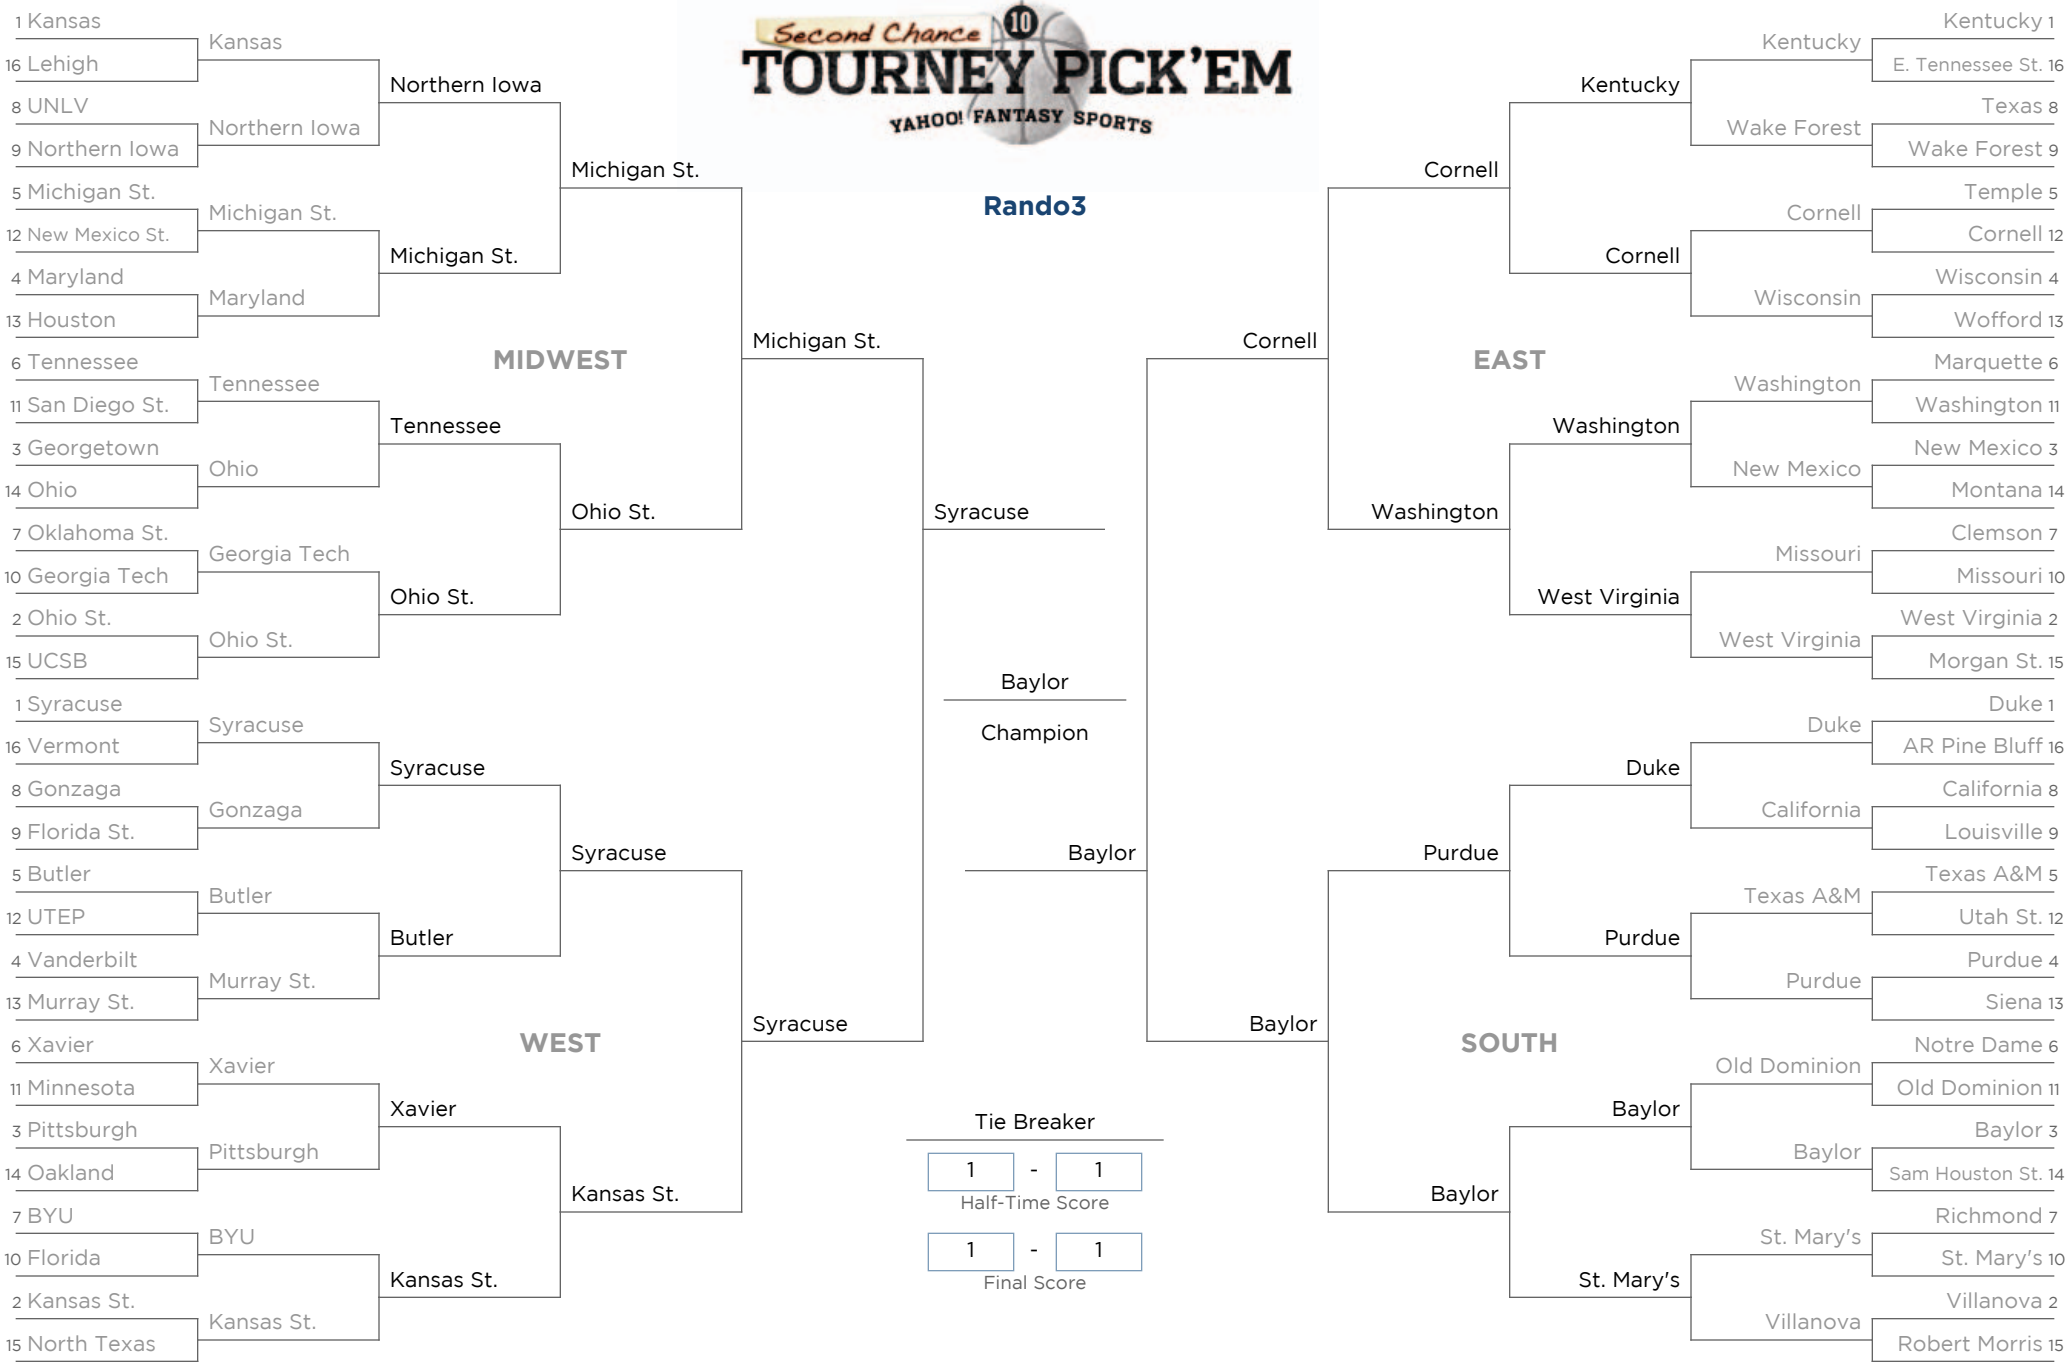 Second Chance 10
TOURNEY PICK'EM
YAHOO! FANTASY SPORTS
Rando3
1 Kansas
16 Lehigh
8 UNLV
9 Northern Iowa
5 Michigan St.
12 New Mexico St.
4 Maryland
13 Houston
6 Tennessee
11 San Diego St.
3 Georgetown
14 Ohio
7 Oklahoma St.
10 Georgia Tech
2 Ohio St.
15 UCSB
Kansas
Northern Iowa
Michigan St.
Maryland
Tennessee
Ohio
Georgia Tech
Ohio St.
Northern Iowa
Michigan St.
Tennessee
Ohio St.
Michigan St.
Ohio St.
Michigan St.
MIDWEST
1 Syracuse
16 Vermont
8 Gonzaga
9 Florida St.
5 Butler
12 UTEP
4 Vanderbilt
13 Murray St.
6 Xavier
11 Minnesota
3 Pittsburgh
14 Oakland
7 BYU
10 Florida
2 Kansas St.
15 North Texas
Syracuse
Gonzaga
Butler
Murray St.
Xavier
Pittsburgh
BYU
Kansas St.
Syracuse
Butler
Xavier
Kansas St.
Syracuse
Kansas St.
Syracuse
WEST
Syracuse
Baylor
Champion
Baylor
Tie Breaker
1 - 1
Half-Time Score
1 - 1
Final Score
Kentucky 1
E. Tennessee St. 16
Texas 8
Wake Forest 9
Temple 5
Cornell 12
Wisconsin 4
Wofford 13
Marquette 6
Washington 11
New Mexico 3
Montana 14
Clemson 7
Missouri 10
West Virginia 2
Morgan St. 15
Kentucky
Wake Forest
Cornell
Wisconsin
Washington
New Mexico
Missouri
West Virginia
Kentucky
Cornell
Washington
West Virginia
Cornell
Washington
Cornell
EAST
Duke 1
AR Pine Bluff 16
California 8
Louisville 9
Texas A&M 5
Utah St. 12
Purdue 4
Siena 13
Notre Dame 6
Old Dominion 11
Baylor 3
Sam Houston St. 14
Richmond 7
St. Mary's 10
Villanova 2
Robert Morris 15
Duke
California
Texas A&M
Purdue
Old Dominion
Baylor
St. Mary's
Villanova
Duke
Purdue
Baylor
St. Mary's
Purdue
Baylor
Baylor
SOUTH